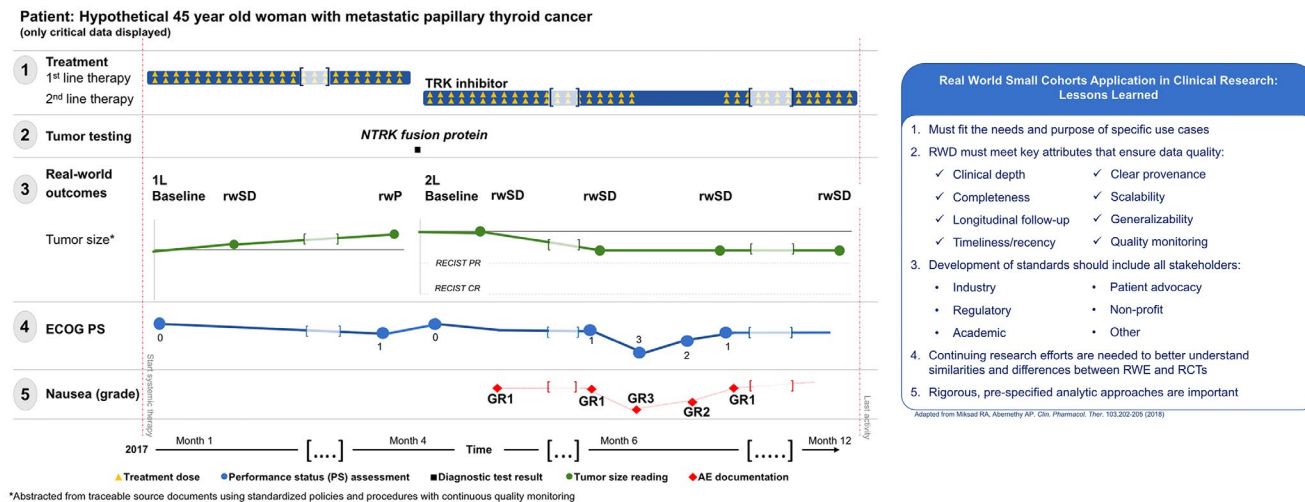 Patient: Hypothetical 45 year old woman with metastatic papillary thyroid cancer
(only critical data displayed)
1
Treatment
1st line therapy
2nd line therapy
[ ]
TRK inhibitor
[ ]
[ ]
2
Tumor testing
NTRK fusion protein
3
Real-world
outcomes
1L
Baseline
rwSD
rwP
2L
Baseline
rwSD
rwSD
rwSD
rwSD
Tumor size*
[ ]
[ ]
[ ]
RECIST PR
RECIST CR
4
ECOG PS
0
[ ]
1
0
[ ]
1
3
2
1
[ ]
5
Nausea (grade)
GR1
[ ]
GR1
GR3
GR2
GR1
[ ]
Start systemic therapy
Last activity
2017
Month 1
[....]
Month 4
Time
[...]
Month 6
[.....]
Month 12
Treatment dose
Performance status (PS) assessment
Diagnostic test result
Tumor size reading
AE documentation
*Abstracted from traceable source documents using standardized policies and procedures with continuous quality monitoring
Real World Small Cohorts Application in Clinical Research:
Lessons Learned
1. Must fit the needs and purpose of specific use cases
2. RWD must meet key attributes that ensure data quality:
✓ Clinical depth
✓ Clear provenance
✓ Completeness
✓ Scalability
✓ Longitudinal follow-up
✓ Generalizability
✓ Timeliness/recency
✓ Quality monitoring
3. Development of standards should include all stakeholders:
• Industry
• Patient advocacy
• Regulatory
• Non-profit
• Academic
• Other
4. Continuing research efforts are needed to better understand
similarities and differences between RWE and RCTs
5. Rigorous, pre-specified analytic approaches are important
Adapted from Miksad RA, Abernethy AP. Clin. Pharmacol. Ther. 103,202-205 (2018)